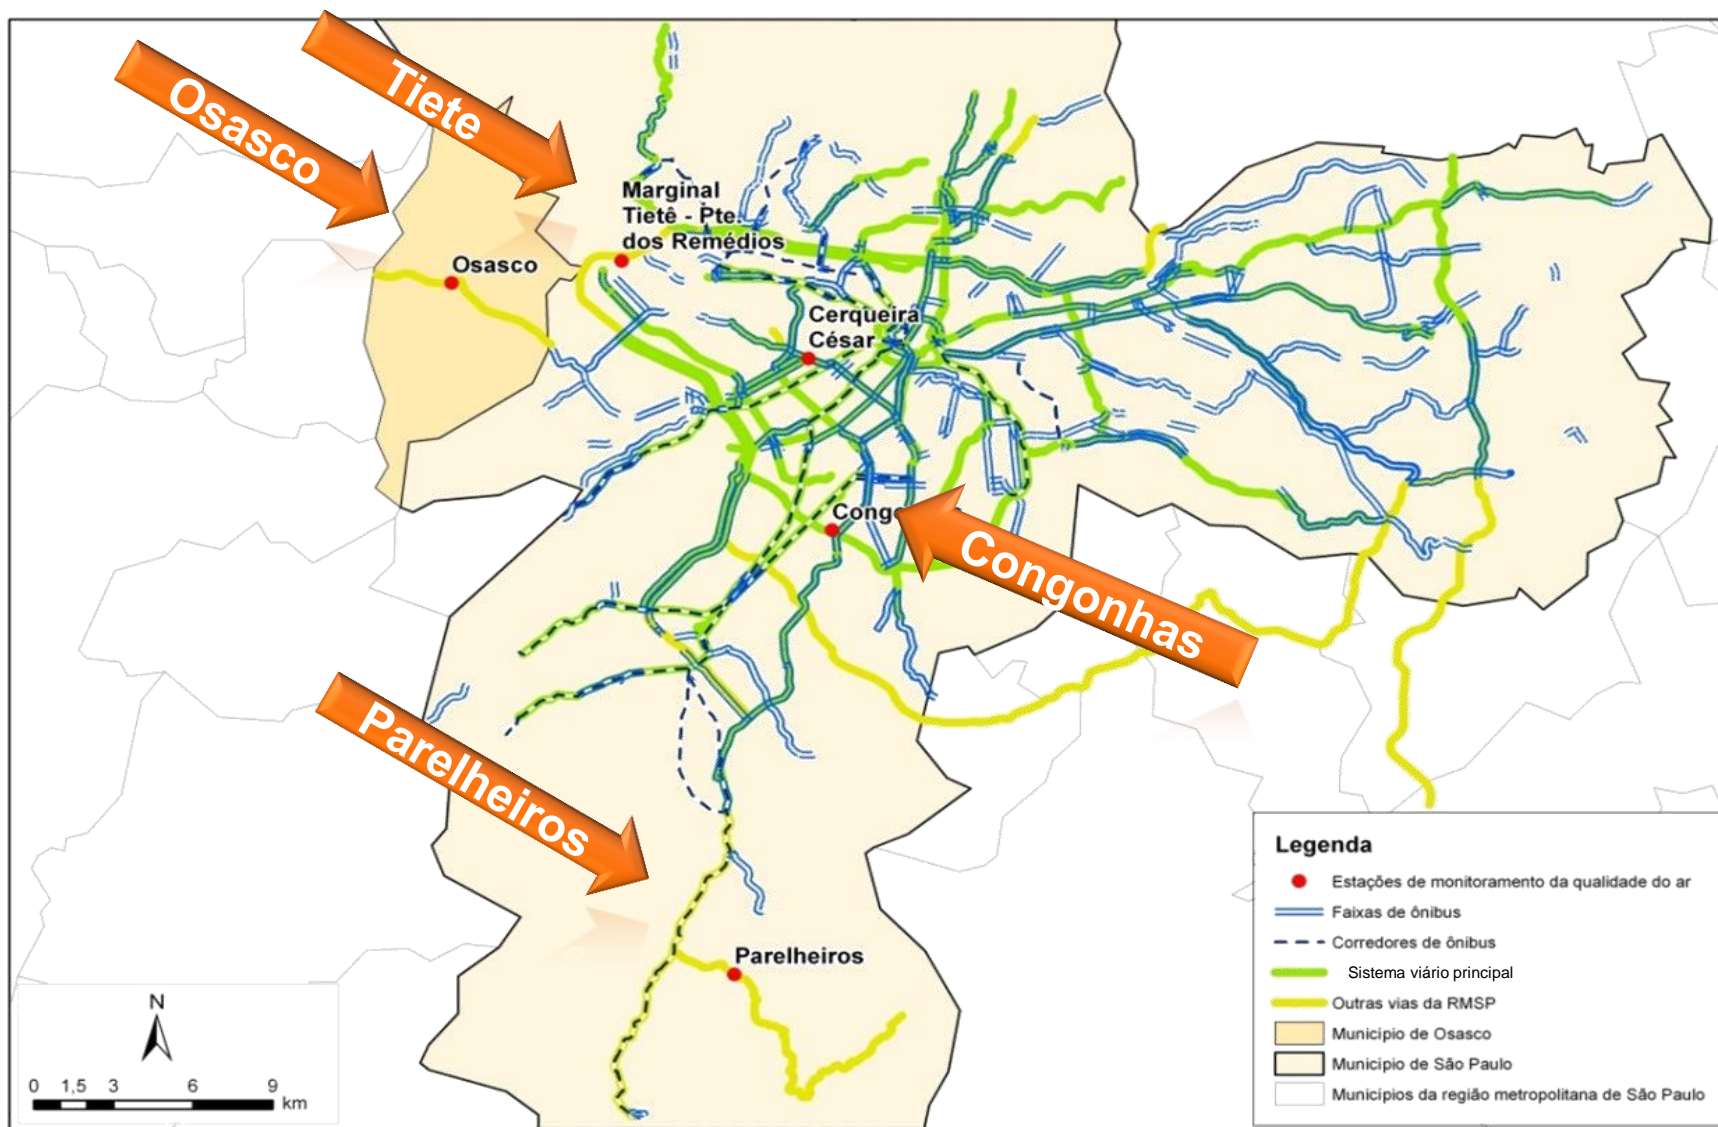 Osasco
Tiete
Marginal
Tietê - Pte.
dos Remédios
Osasco
Cerqueira
César
Congonhas
Parelheiros
Parelheiros
Legenda
Estações de monitoramento da qualidade do ar
Faixas de ônibus
Corredores de ônibus
Sistema viário principal
Outras vias da RMSP
Município de Osasco
Município de São Paulo
Municípios da região metropolitana de São Paulo
N
0 1,5 3 6 9
km